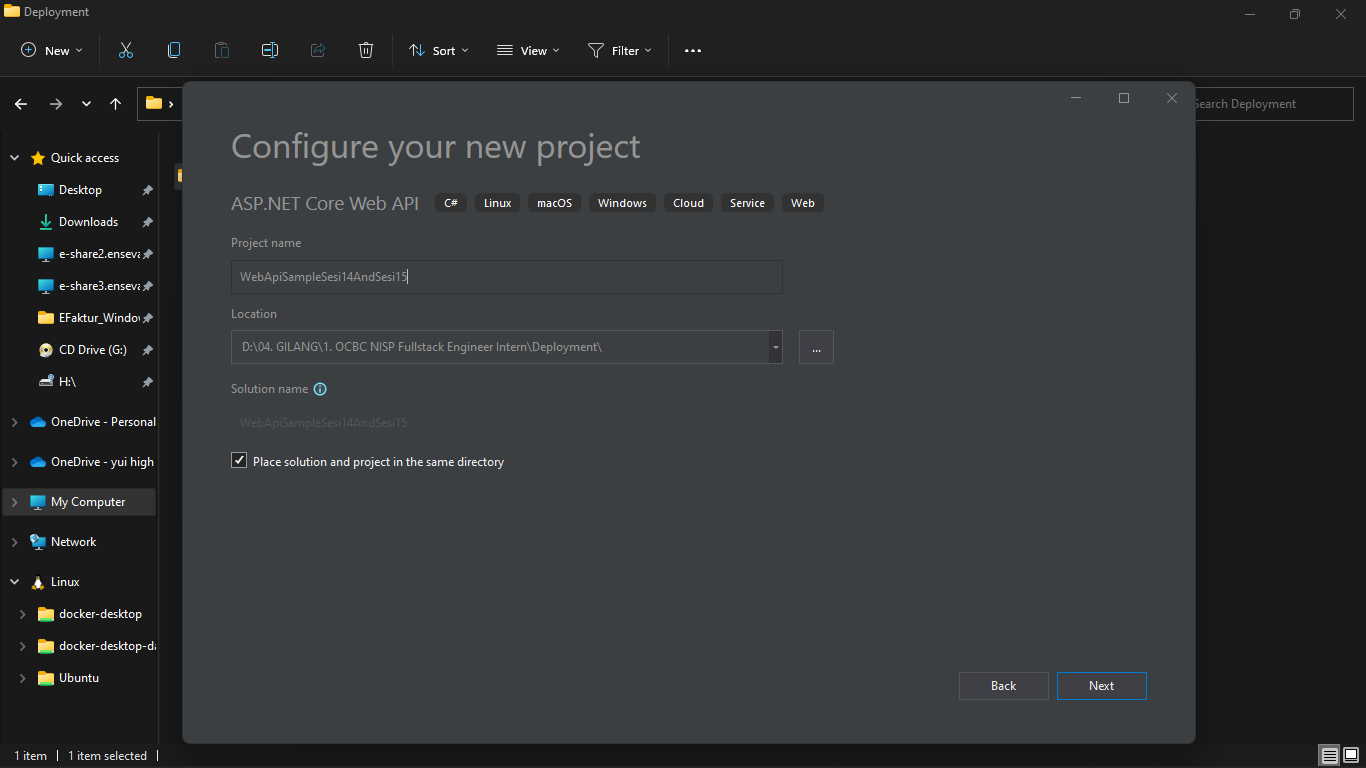 Deployment
New
Sort
View
Filter
Search Deployment
Quick access
Desktop
Downloads
e-share2.enseva
e-share3.enseva
EFaktur_Window
CD Drive (G:)
H:\
OneDrive - Personal
OneDrive - yui high
My Computer
Network
Linux
docker-desktop
docker-desktop-da
Ubuntu
1 item
1 item selected
Configure your new project
ASP.NET Core Web API C# Linux macOS Windows Cloud Service Web
Project name
WebApiSampleSesi14AndSesi15
Location
D:\04. GILANG\1. OCBC NISP Fullstack Engineer Intern\Deployment\
...
Solution name
WebApiSampleSesi14AndSesi15
Place solution and project in the same directory
Back
Next